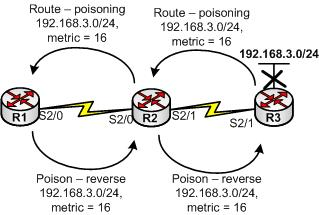 Route – poisoning
192.168.3.0/24,
metric = 16
Route – poisoning
192.168.3.0/24,
metric = 16
192.168.3.0/24
R1
S2/0
S2/0
R2
S2/1
S2/1
R3
Poison – reverse
192.168.3.0/24,
metric = 16
Poison – reverse
192.168.3.0/24,
metric = 16